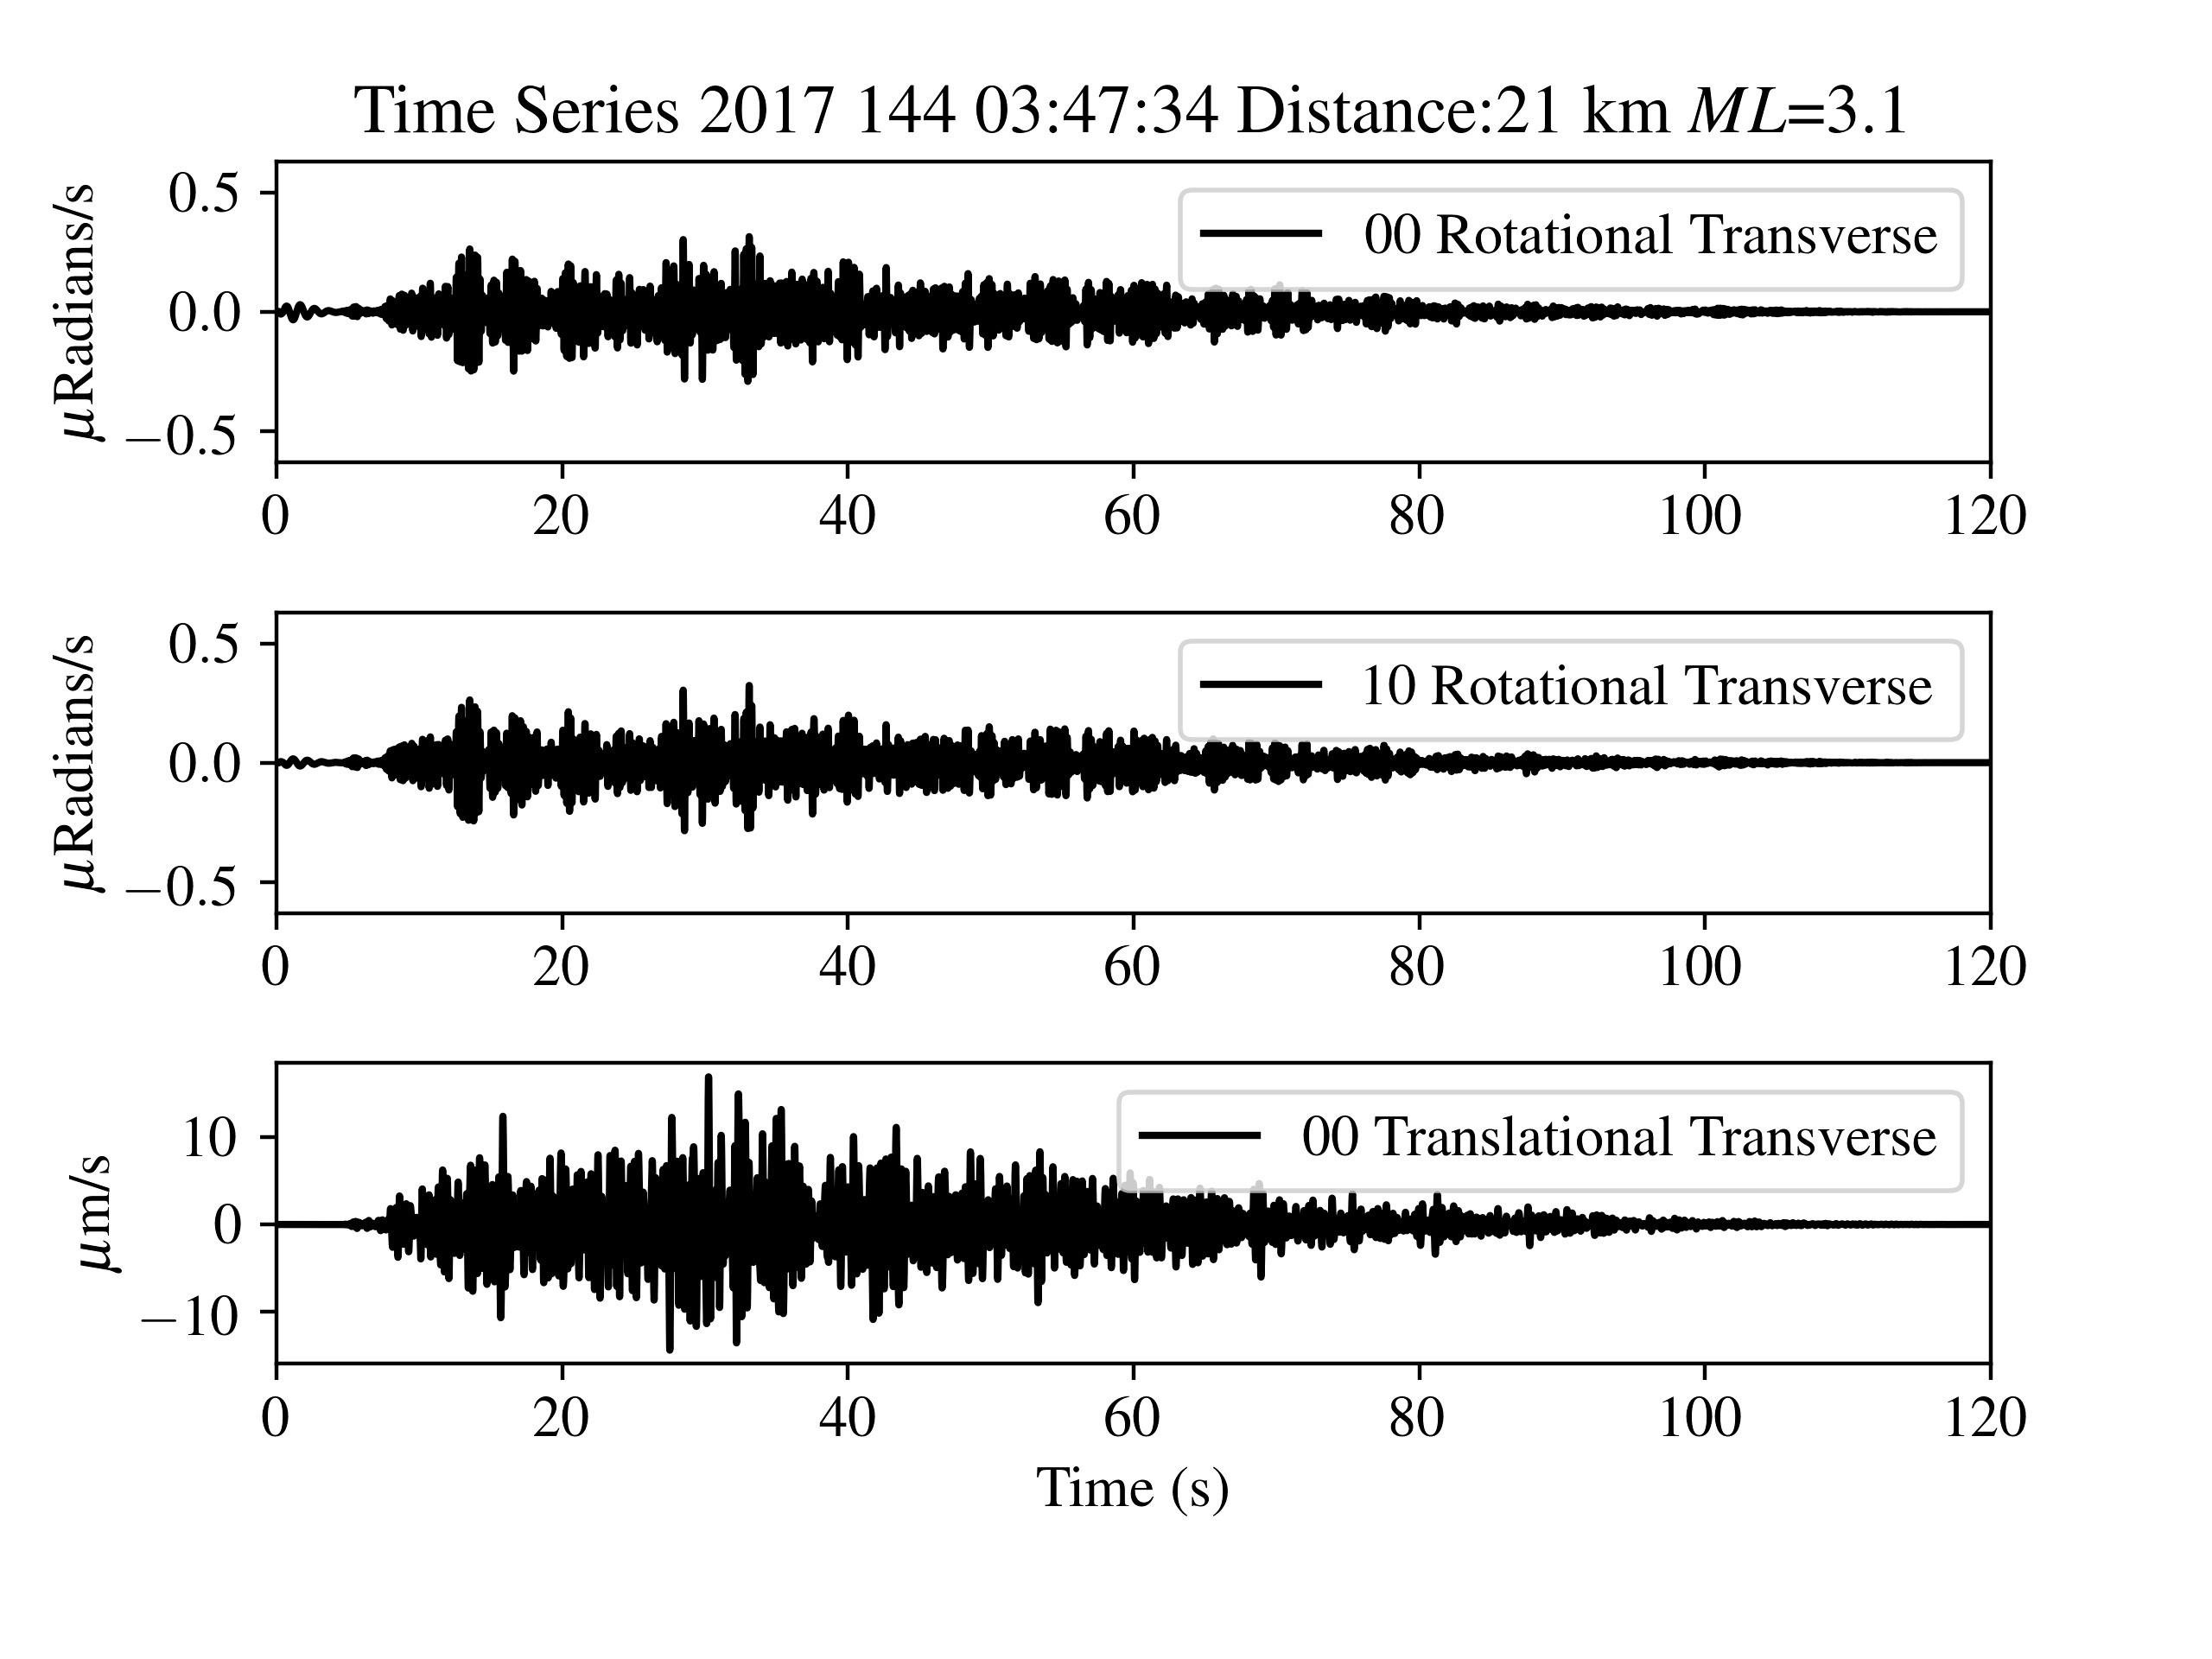 Time Series 2017 144 03:47:34 Distance:21 km ML=3.1
μRadians/s
0.5
0.0
−0.5
00 Rotational Transverse
0 20 40 60 80 100 120
μRadians/s
0.5
0.0
−0.5
10 Rotational Transverse
0 20 40 60 80 100 120
μm/s
10
0
−10
00 Translational Transverse
0 20 40 60 80 100 120
Time (s)